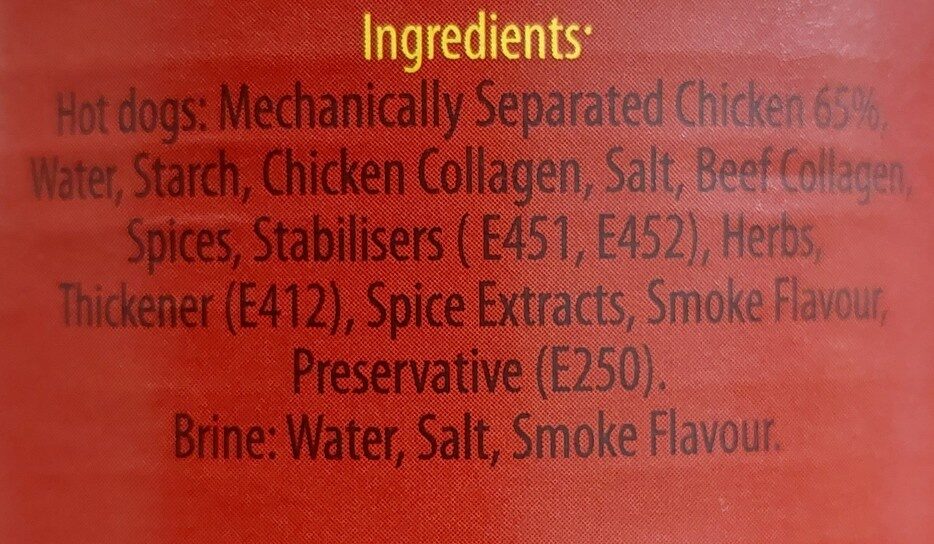 Ingredients:
Hot dogs: Mechanically Separated Chicken 65%,
Water, Starch, Chicken Collagen, Salt, Beef Collagen,
Spices, Stabilisers ( E451, E452), Herbs,
Thickener (E412), Spice Extracts, Smoke Flavour,
Preservative (E250).
Brine: Water, Salt, Smoke Flavour.